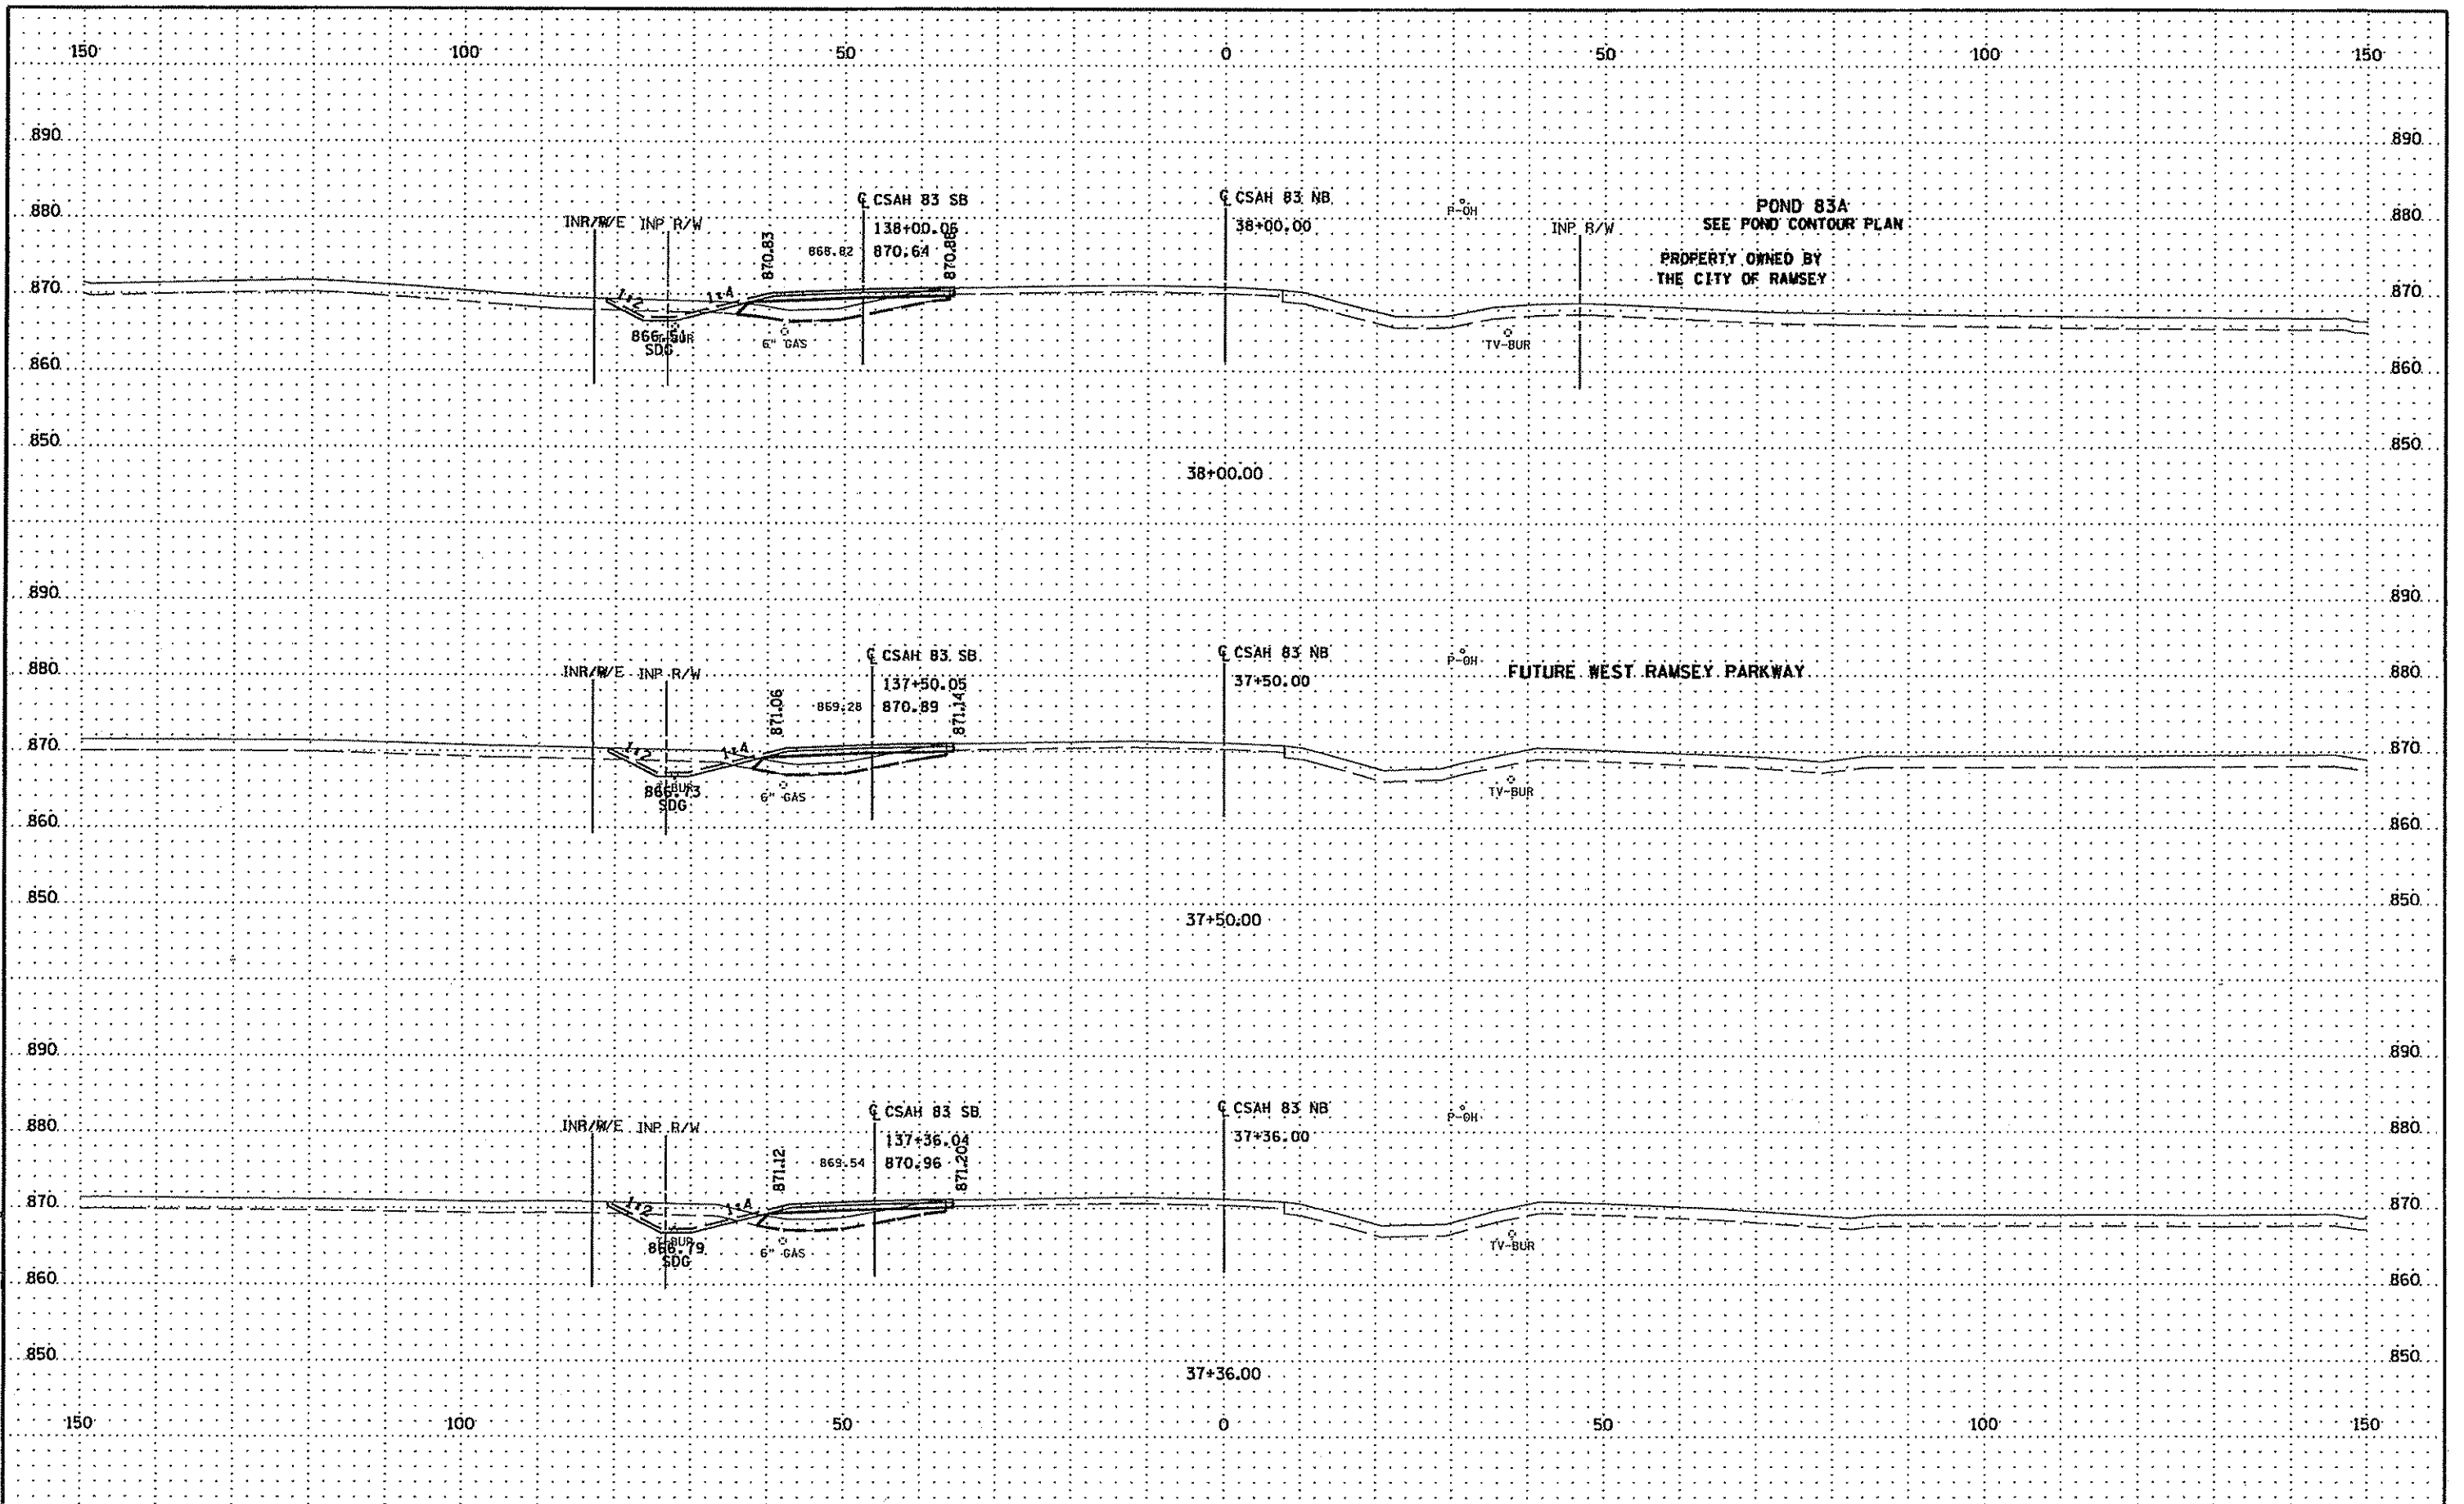 150 100 50 0 50 100 150
890 890
880 880
870 870
860 860
850 850
INR/W/E INP R/W
870.83
868.82
℄ CSAH 83 SB
138+00.06
870.64
870.88
℄ CSAH 83 NB
38+00.00
P-OH
INP R/W
POND 83A
SEE POND CONTOUR PLAN
PROPERTY OWNED BY
THE CITY OF RAMSEY
1:2
1:A
866.51
SDG
6" GAS
TV-BUR
38+00.00
890 890
880 880
870 870
860 860
850 850
INR/W/E INP R/W
871.06
869.28
℄ CSAH 83 SB
137+50.05
870.89
871.14
℄ CSAH 83 NB
37+50.00
P-OH
FUTURE WEST RAMSEY PARKWAY
1:2
1:A
866.73
SDG
6" GAS
TV-BUR
37+50.00
890 890
880 880
870 870
860 860
850 850
INR/W/E INP R/W
871.12
869.54
℄ CSAH 83 SB
137+36.04
870.96
871.20
℄ CSAH 83 NB
37+36.00
P-OH
1:2
1:A
T-BUR
866.79
SDG
6" GAS
TV-BUR
37+36.00
150 100 50 0 50 100 150